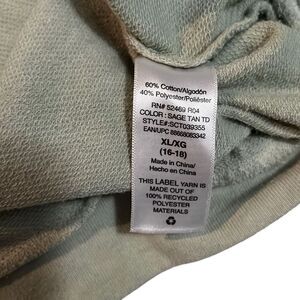 60% Cotton/Algodón
40% Polyester/Poliéster
RN# 52469 R04
COLOR : SAGE TAN TD
STYLE#:SCT039355
EAN/UPC 88668083342
XL/XG
(16-18)
Made in China/
Hecho en China
THIS LABEL YARN IS
MADE OUT OF
100% RECYCLED
POLYESTER
MATERIALS